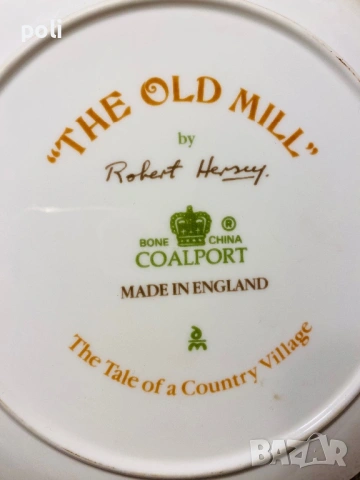 poli
"THE OLD MILL"
by
Robert Hersey.
BONE CHINA ®
COALPORT
MADE IN ENGLAND
The Tale of a Country Village
BAZAR